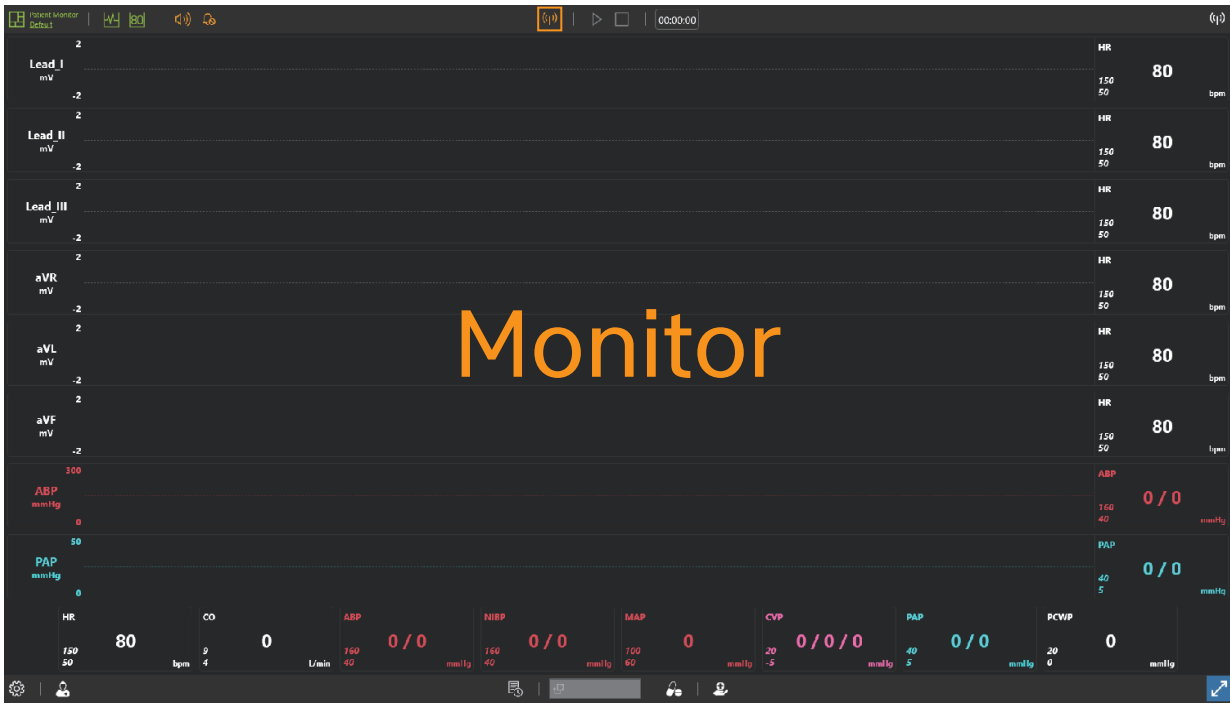 Patient Monitor
Default
80
00:00:00
Lead_I
mV
2
-2
HR
150
50
80
bpm
Lead_II
mV
2
-2
HR
150
50
80
bpm
Lead_III
mV
2
-2
HR
150
50
80
bpm
aVR
mV
2
-2
HR
150
50
80
bpm
aVL
mV
2
-2
HR
150
50
80
bpm
Monitor
aVF
mV
2
-2
HR
150
50
80
bpm
ABP
mmHg
300
0
ABP
160
40
0 / 0
mmHg
PAP
mmHg
50
0
PAP
40
5
0 / 0
mmHg
HR
150
50
80
bpm
CO
9
4
0
L/min
ABP
160
40
0 / 0
mmHg
NIBP
160
40
0 / 0
mmHg
MAP
100
60
0
mmHg
CVP
20
-5
0 / 0 / 0
mmHg
PAP
40
5
0 / 0
mmHg
PCWP
20
0
0
mmHg